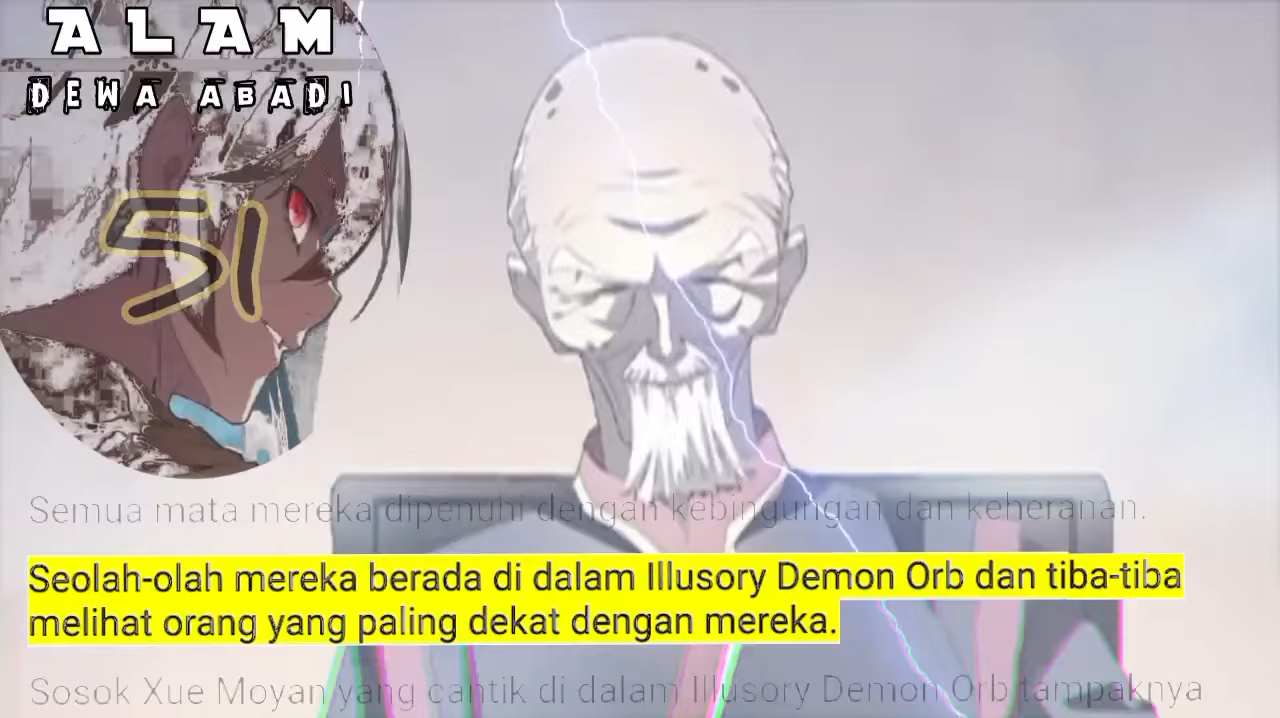 ALAM
DEWA ABADI
51
Semua mata mereka dipenuhi dengan kebingungan dan keheranan.
Seolah-olah mereka berada di dalam Illusory Demon Orb dan tiba-tiba
melihat orang yang paling dekat dengan mereka.
Sosok Xue Moyan yang cantik di dalam Illusory Demon Orb tampaknya